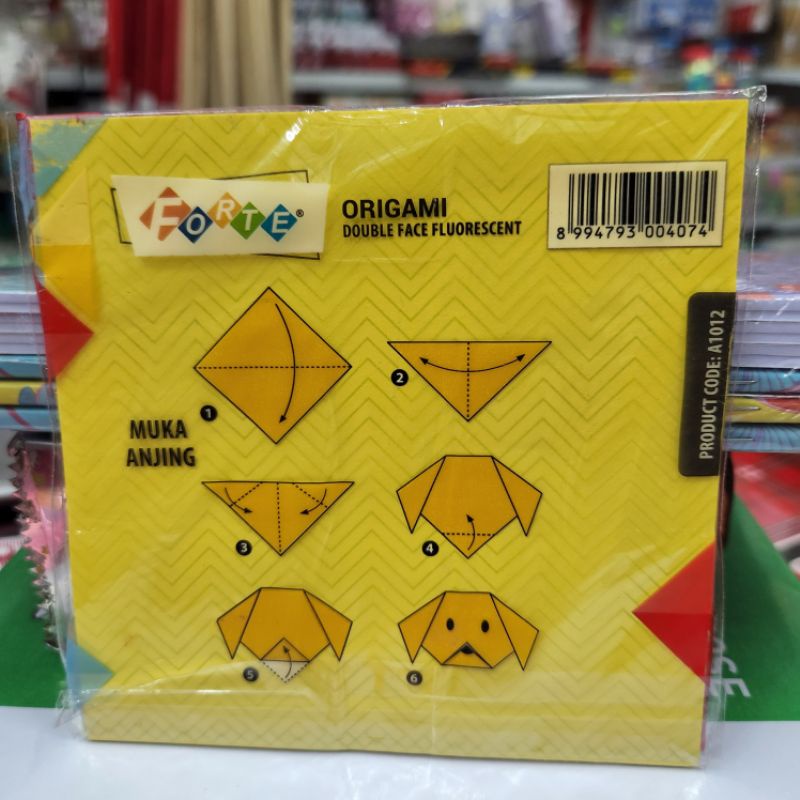 FORTE®
ORIGAMI
DOUBLE FACE FLUORESCENT
8 994793 004074
PRODUCT CODE: A1012
MUKA
ANJING
1
2
3
4
5
6